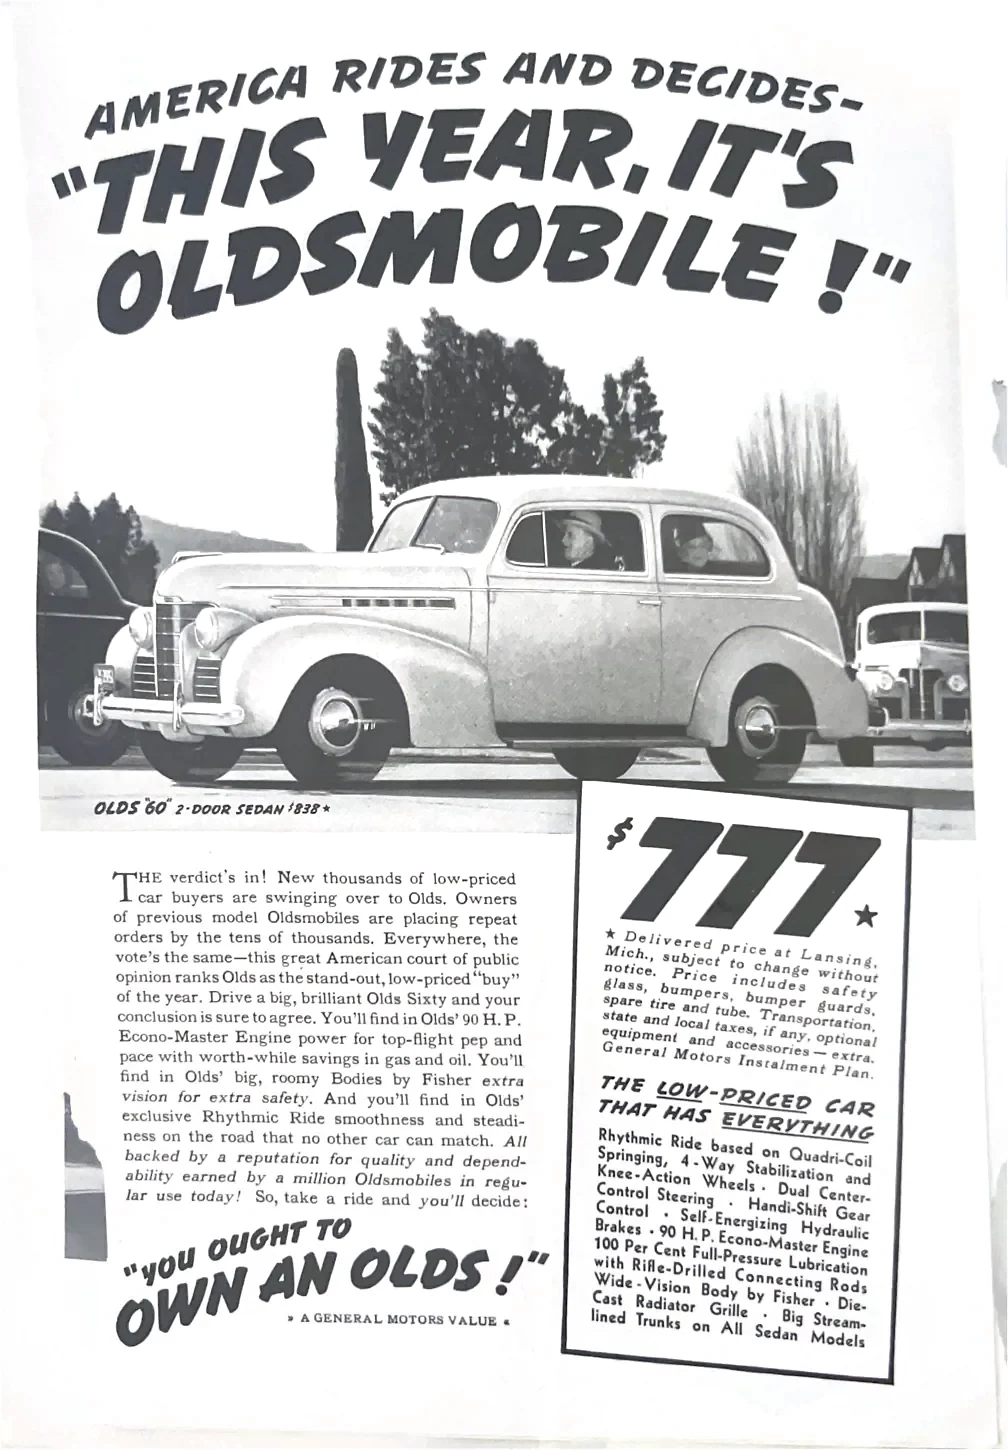 AMERICA RIDES AND DECIDES-
"THIS YEAR, IT'S
OLDSMOBILE!"
OLDS "60" 2-DOOR SEDAN $838★
THE verdict's in! New thousands of low-priced
car buyers are swinging over to Olds. Owners
of previous model Oldsmobiles are placing repeat
orders by the tens of thousands. Everywhere, the
vote's the same—this great American court of public
opinion ranks Olds as the stand-out, low-priced "buy"
of the year. Drive a big, brilliant Olds Sixty and your
conclusion is sure to agree. You'll find in Olds' 90 H. P.
Econo-Master Engine power for top-flight pep and
pace with worth-while savings in gas and oil. You'll
find in Olds' big, roomy Bodies by Fisher extra
vision for extra safety. And you'll find in Olds'
exclusive Rhythmic Ride smoothness and steadi-
ness on the road that no other car can match. All
backed by a reputation for quality and depend-
ability earned by a million Oldsmobiles in regu-
lar use today! So, take a ride and you'll decide:
"YOU OUGHT TO
OWN AN OLDS!"
» A GENERAL MOTORS VALUE «
$777★
★ Delivered price at Lansing,
Mich., subject to change without
notice. Price includes safety
glass, bumpers, bumper guards,
spare tire and tube. Transportation,
state and local taxes, if any, optional
equipment and accessories — extra.
General Motors Instalment Plan.
THE LOW-PRICED CAR
THAT HAS EVERYTHING
Rhythmic Ride based on Quadri-Coil
Springing, 4-Way Stabilization and
Knee-Action Wheels · Dual Center-
Control Steering · Handi-Shift Gear
Control · Self-Energizing Hydraulic
Brakes · 90 H. P. Econo-Master Engine
100 Per Cent Full-Pressure Lubrication
with Rifle-Drilled Connecting Rods
Wide-Vision Body by Fisher · Die-
Cast Radiator Grille · Big Stream-
lined Trunks on All Sedan Models